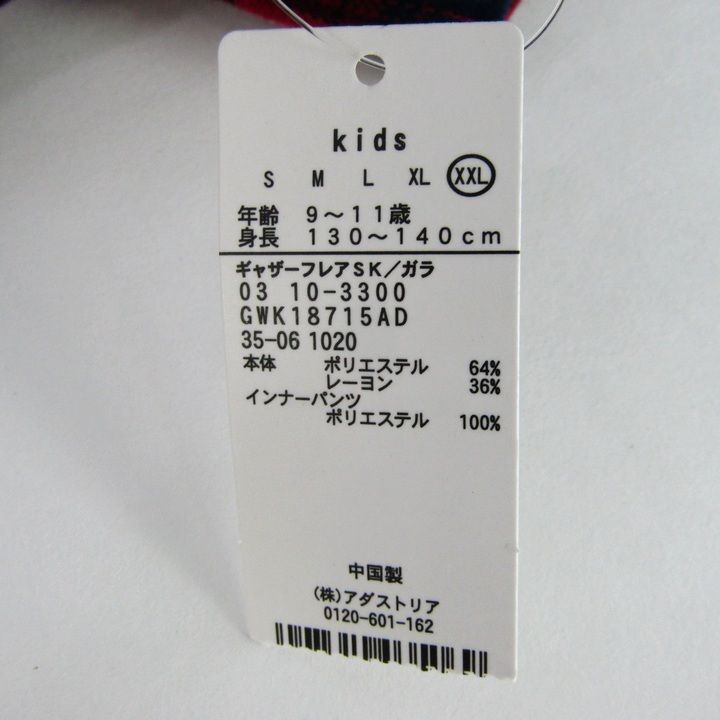 kids
S M L XL XXL
年齢 9～11歳
身長 130～140cm
ギャザーフレアSK／ガラ
03 10-3300
GWK18715AD
35-06 1020
本体 ポリエステル 64%
レーヨン 36%
インナーパンツ
ポリエステル 100%
中国製
(株)アダストリア
0120-601-162